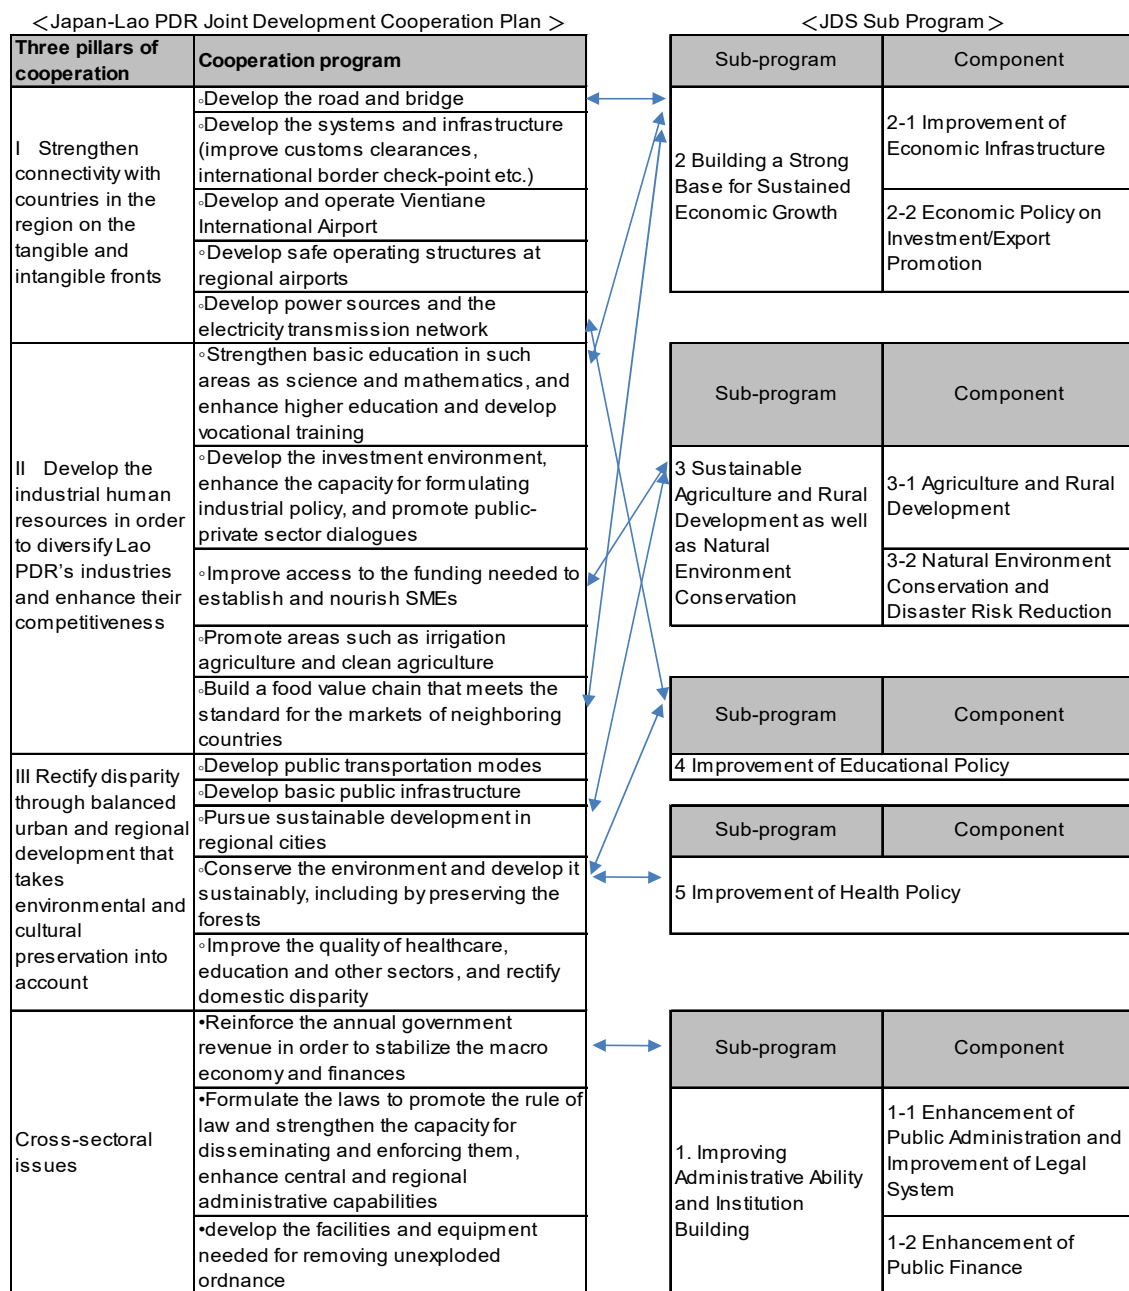 <Japan-Lao PDR Joint Development Cooperation Plan >
Three pillars of
cooperation
Cooperation program
I Strengthen
connectivity with
countries in the
region on the
tangible and
intangible fronts
◦Develop the road and bridge
◦Develop the systems and infrastructure
(improve customs clearances,
international border check-point etc.)
◦Develop and operate Vientiane
International Airport
◦Develop safe operating structures at
regional airports
◦Develop power sources and the
electricity transmission network
II Develop the
industrial human
resources in order
to diversify Lao
PDR's industries
and enhance their
competitiveness
◦Strengthen basic education in such
areas as science and mathematics, and
enhance higher education and develop
vocational training
◦Develop the investment environment,
enhance the capacity for formulating
industrial policy, and promote public-
private sector dialogues
◦Improve access to the funding needed to
establish and nourish SMEs
◦Promote areas such as irrigation
agriculture and clean agriculture
◦Build a food value chain that meets the
standard for the markets of neighboring
countries
III Rectify disparity
through balanced
urban and regional
development that
takes
environmental and
cultural
preservation into
account
◦Develop public transportation modes
◦Develop basic public infrastructure
◦Pursue sustainable development in
regional cities
◦Conserve the environment and develop it
sustainably, including by preserving the
forests
◦Improve the quality of healthcare,
education and other sectors, and rectify
domestic disparity
Cross-sectoral
issues
•Reinforce the annual government
revenue in order to stabilize the macro
economy and finances
•Formulate the laws to promote the rule of
law and strengthen the capacity for
disseminating and enforcing them,
enhance central and regional
administrative capabilities
•develop the facilities and equipment
needed for removing unexploded
ordnance
<JDS Sub Program>
Sub-program
Component
2 Building a Strong
Base for Sustained
Economic Growth
2-1 Improvement of
Economic Infrastructure
2-2 Economic Policy on
Investment/Export
Promotion
Sub-program
Component
3 Sustainable
Agriculture and Rural
Development as well
as Natural
Environment
Conservation
3-1 Agriculture and Rural
Development
3-2 Natural Environment
Conservation and
Disaster Risk Reduction
Sub-program
Component
4 Improvement of Educational Policy
Sub-program
Component
5 Improvement of Health Policy
Sub-program
Component
1. Improving
Administrative Ability
and Institution
Building
1-1 Enhancement of
Public Administration and
Improvement of Legal
System
1-2 Enhancement of
Public Finance